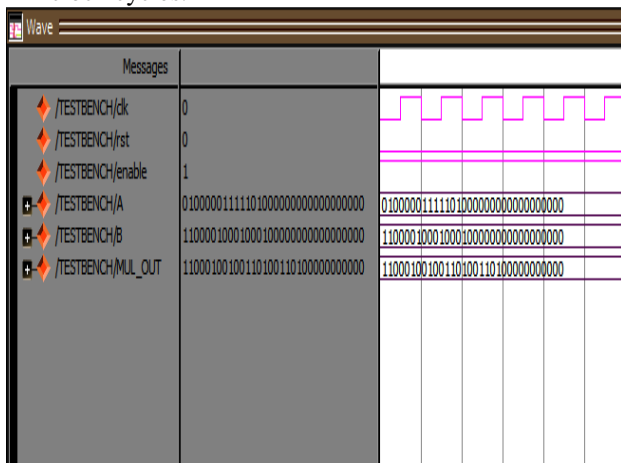 Wave
Messages
/TESTBENCH/clk 0
/TESTBENCH/rst 0
/TESTBENCH/enable 1
/TESTBENCH/A 01000001111101000000000000000000 01000001111101000000000000000000
/TESTBENCH/B 11000010001000100000000000000000 11000010001000100000000000000000
/TESTBENCH/MUL_OUT 11000100100110100110100000000000 11000100100110100110100000000000